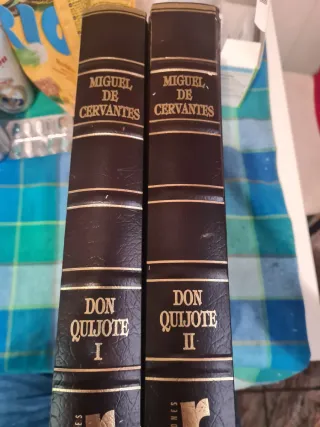 MIGUEL
DE
CERVANTES
DON
QUIJOTE
I
MIGUEL
DE
CERVANTES
DON
QUIJOTE
II